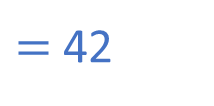 = 42